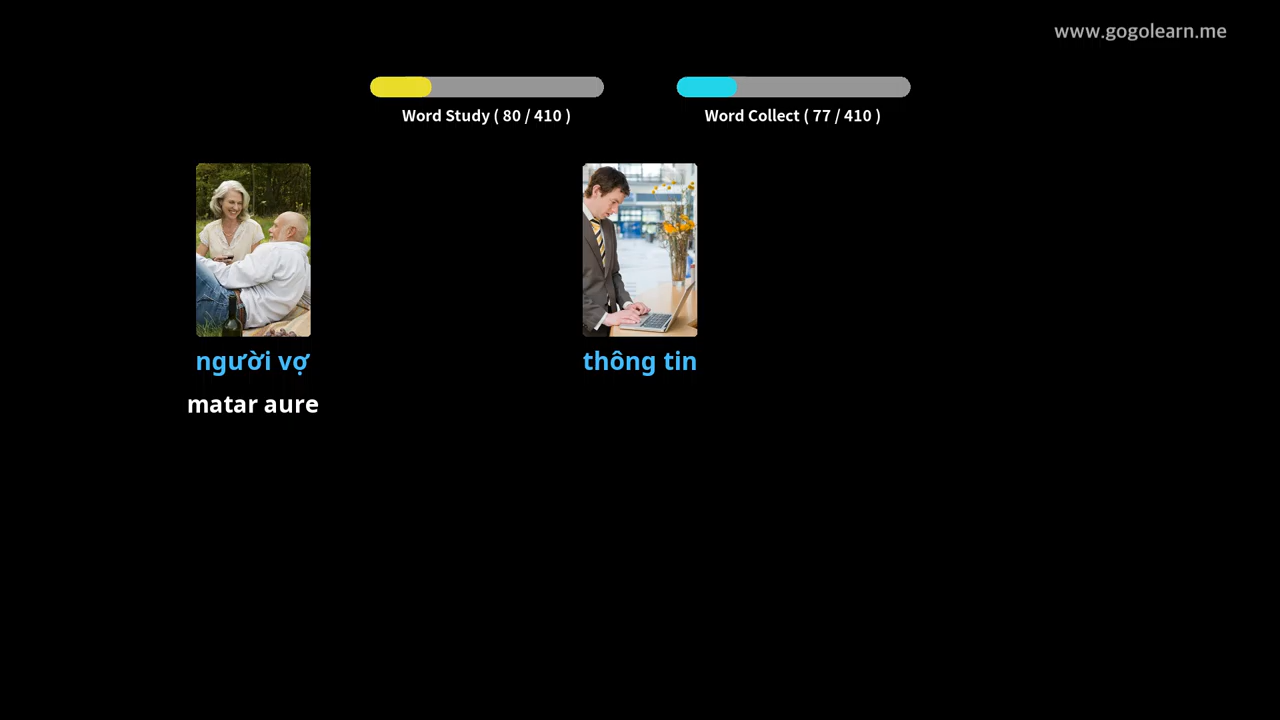 www.gogolearn.me
Word Study ( 80 / 410 )
Word Collect ( 77 / 410 )
người vợ
thông tin
matar aure